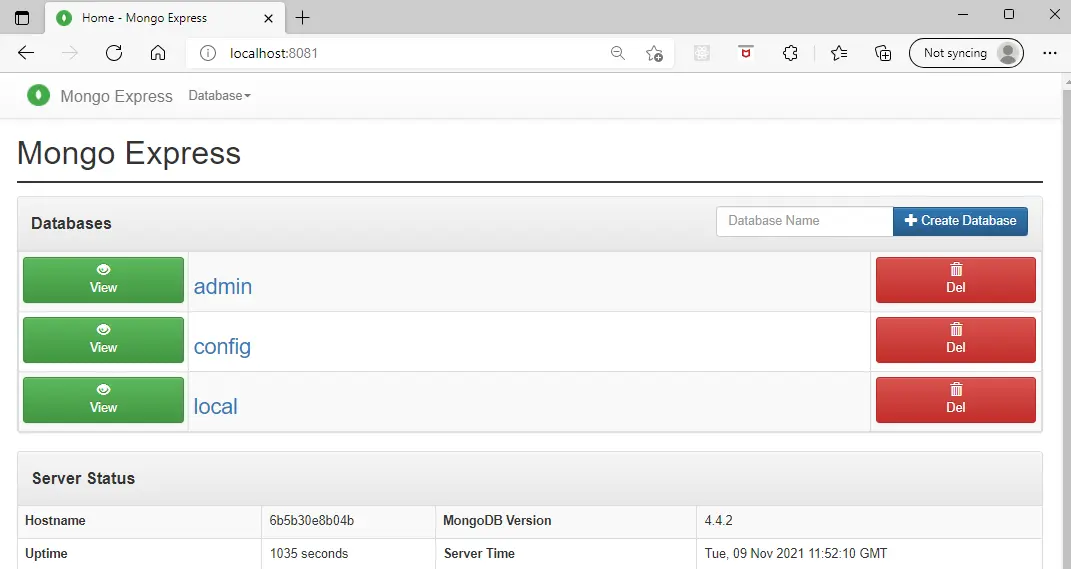 Home - Mongo Express
localhost:8081
Not syncing
Mongo Express Database
Mongo Express
Databases
Database Name
Create Database
View
admin
Del
View
config
Del
View
local
Del
Server Status
Hostname 6b5b30e8b04b MongoDB Version 4.4.2
Uptime 1035 seconds Server Time Tue, 09 Nov 2021 11:52:10 GMT